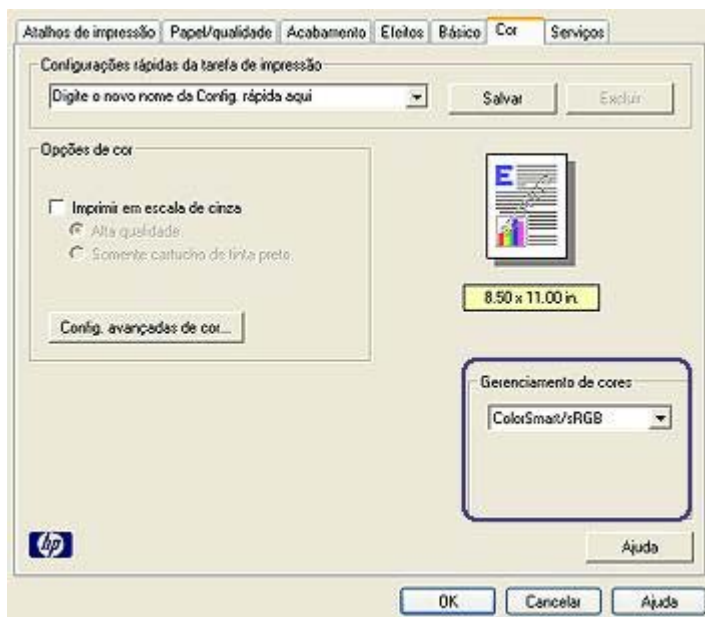 Atalhos de impressão Papel/qualidade Acabamento Efeitos Básico Cor Serviços
Configurações rápidas da tarefa de impressão
Digite o novo nome da Config. rápida aqui Salvar Excluir
Opções de cor
Imprimir em escala de cinza
Alta qualidade
Somente cartucho de tinta preto
Config. avançadas de cor...
E
8.50 x 11.00 in.
Gerenciamento de cores
ColorSmart/sRGB
hp Ajuda
OK Cancelar Ajuda